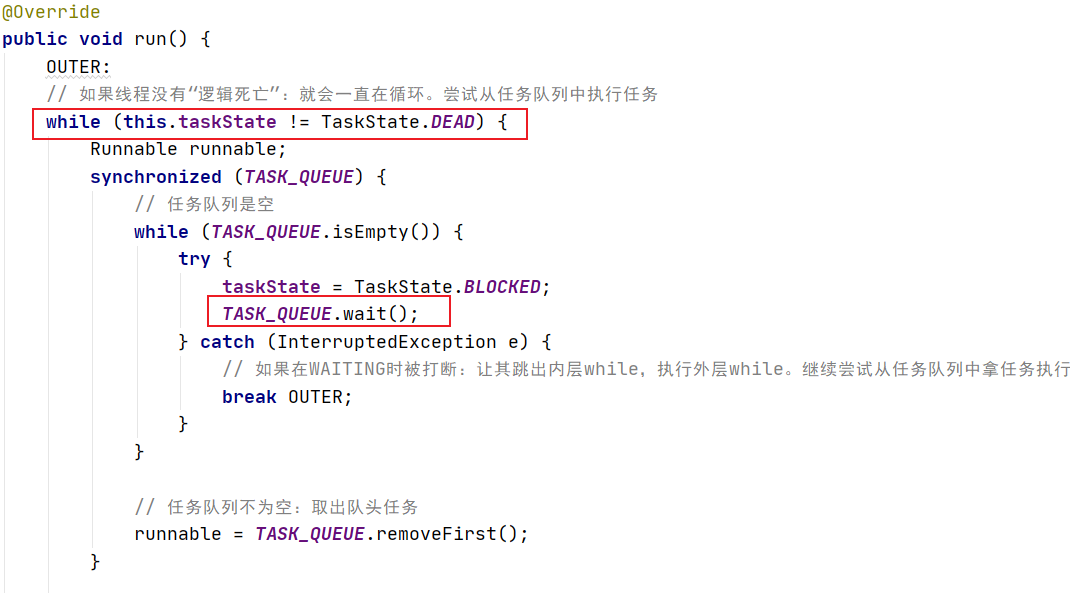 @Override
public void run() {
OUTER:
// 如果线程没有“逻辑死亡”：就会一直在循环。尝试从任务队列中执行任务
while (this.taskState != TaskState.DEAD) {
Runnable runnable;
synchronized (TASK_QUEUE) {
// 任务队列是空
while (TASK_QUEUE.isEmpty()) {
try {
taskState = TaskState.BLOCKED;
TASK_QUEUE.wait();
} catch (InterruptedException e) {
// 如果在WAITING时被打断：让其跳出内层while，执行外层while。继续尝试从任务队列中拿任务执行
break OUTER;
}
}
// 任务队列不为空：取出队头任务
runnable = TASK_QUEUE.removeFirst();
}